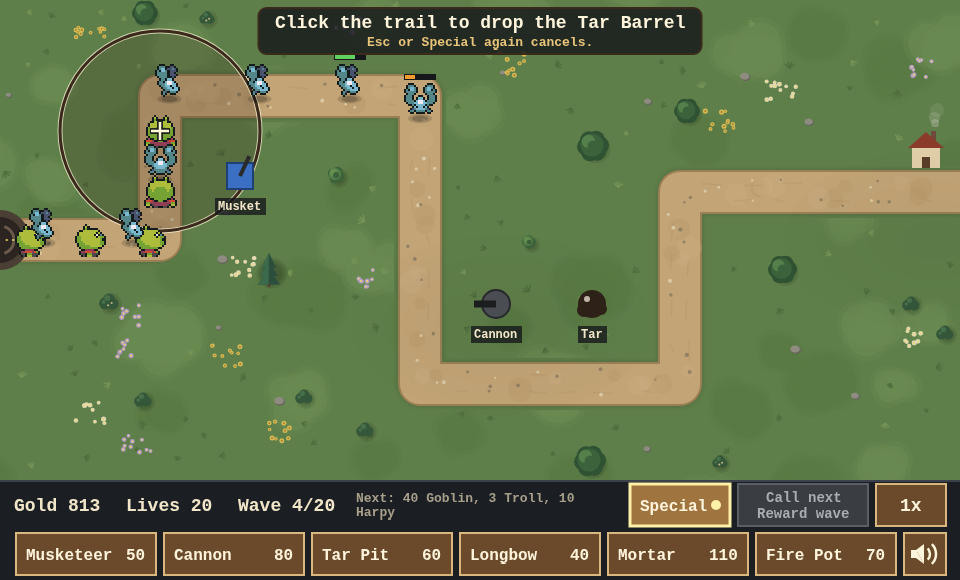 Click the trail to drop the Tar Barrel
Esc or Special again cancels.
Musket
Cannon
Tar
Gold 813
Lives 20
Wave 4/20
Next: 40 Goblin, 3 Troll, 10
Harpy
Special
Call next
Reward wave
1x
Musketeer 50
Cannon 80
Tar Pit 60
Longbow 40
Mortar 110
Fire Pot 70